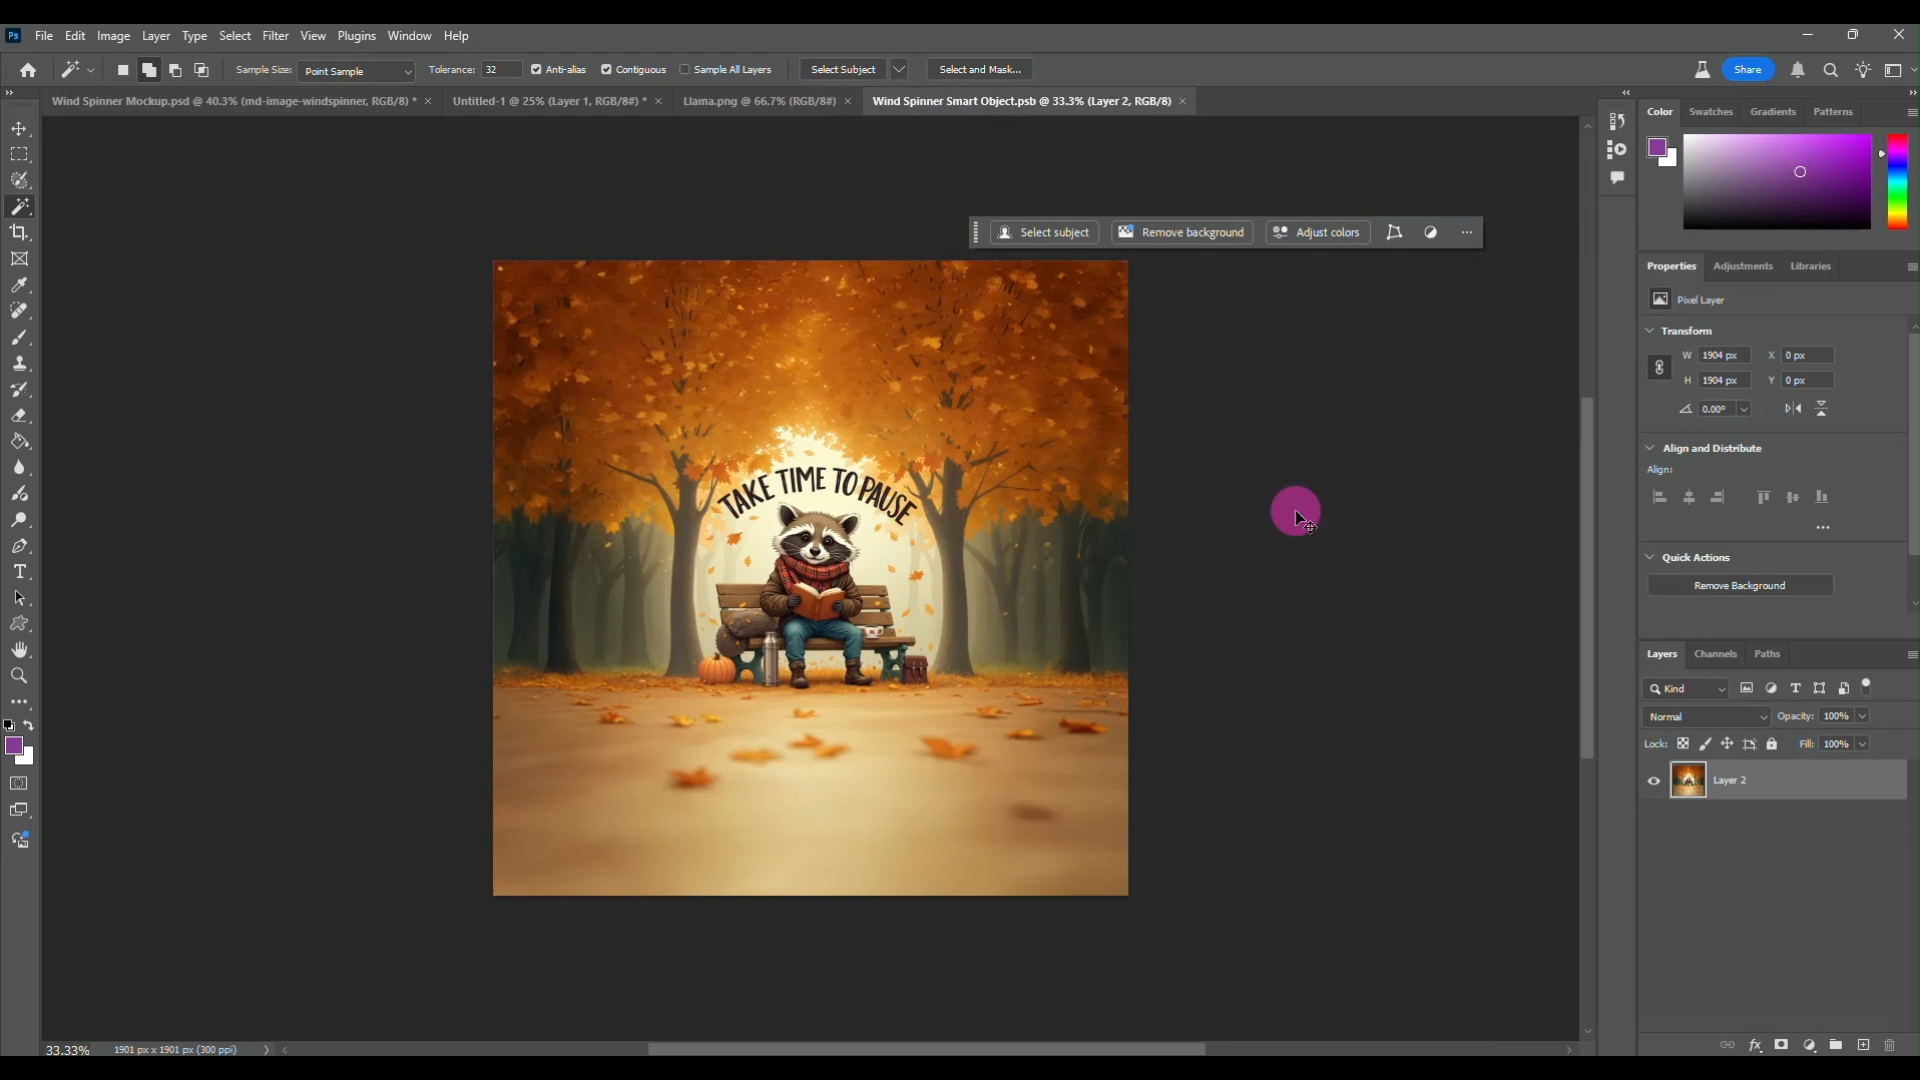 Ps File Edit Image Layer Type Select Filter View Plugins Window Help
Sample Size: Point Sample Tolerance: 32 Anti-alias Contiguous Sample All Layers Select Subject Select and Mask... Share
Wind Spinner Mockup.psd @ 40.3% (md-image-windspinner, RGB/8) * × Untitled-1 @ 25% (Layer 1, RGB/8#) * × Llama.png @ 66.7% (RGB/8#) × Wind Spinner Smart Object.psb @ 33.3% (Layer 2, RGB/8) ×
Color Swatches Gradients Patterns
Select subject Remove background Adjust colors ...
Properties Adjustments Libraries
Pixel Layer
Transform
W 1904 px X 0 px
H 1904 px Y 0 px
0.00°
Align and Distribute
Align:
...
TAKE TIME TO PAUSE
Quick Actions
Remove Background
Layers Channels Paths
Kind
Normal Opacity: 100%
Lock: Fill: 100%
Layer 2
33.33% 1901 px x 1901 px (300 ppi)